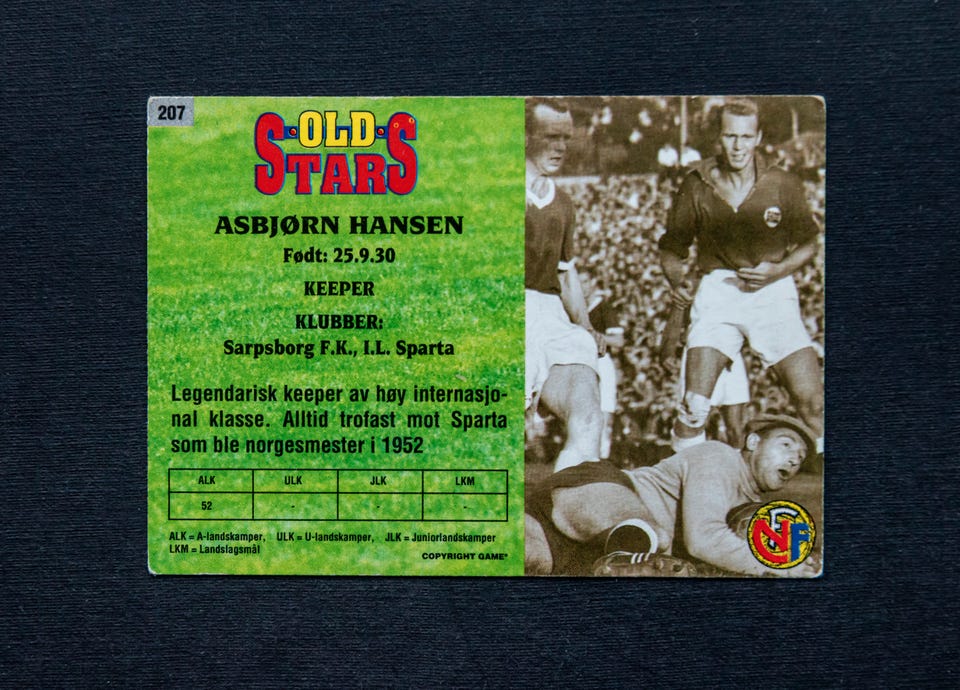 207
OLD
STARS
ASBJØRN HANSEN
Født: 25.9.30
KEEPER
KLUBBER:
Sarpsborg F.K., I.L. Sparta
Legendarisk keeper av høy internasjo-
nal klasse. Alltid trofast mot Sparta
som ble norgesmester i 1952
ALK ULK JLK LKM
52 - - -
ALK = A-landskamper, ULK = U-landskamper, JLK = Juniorlandskamper
LKM = Landslagsmål
COPYRIGHT GAME®
NFF